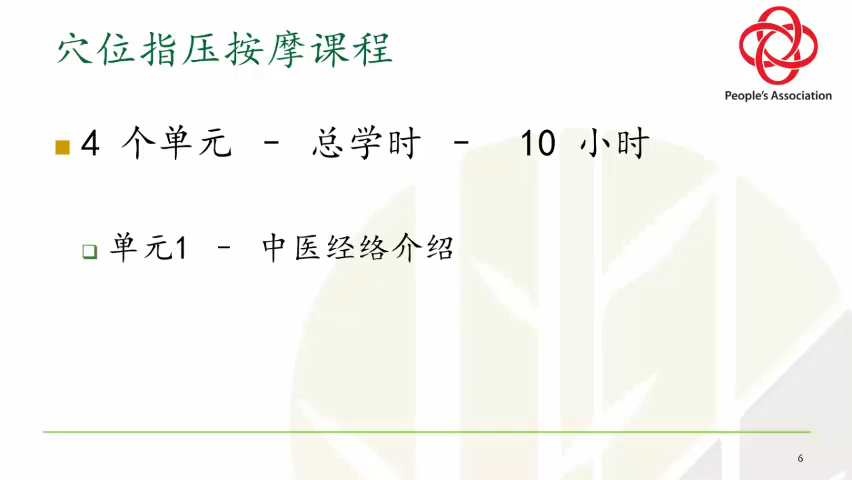 穴位指压按摩课程
People's Association
4 个单元 - 总学时 - 10 小时
单元1 - 中医经络介绍
6